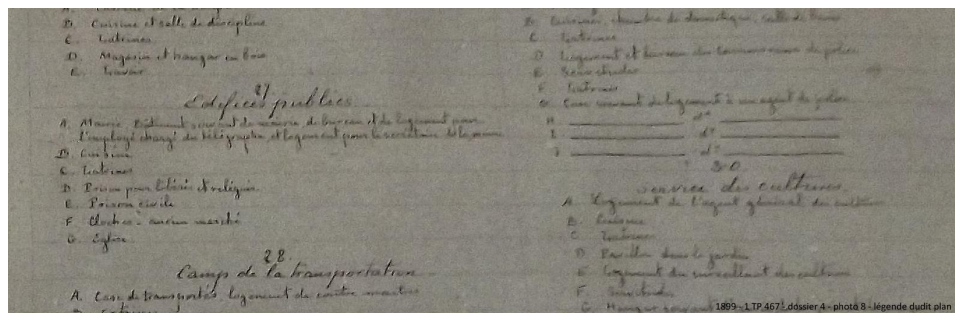 B. Cuisine et salle de discipline
C. Latrines
D. Magasin et hangar en bois
E. Lavoir
27
Edifices publics
A. Mairie. Bâtiment servant de mairie, de bureau et de logement pour
l'employé chargé du télégraphe, et logement pour le secrétaire de la mairie
B. Cuisine
C. Latrines
D. Prison pour libérés et relégués
E. Prison civile
F. Cloche - ancien marché
G. Eglise
28.
Camp de la transportation
A. Case de transportés, logement de contre maître
B. Cuisine, chambre de domestique, salle de bains
C. Latrines
D. Logement et bureau du commissaire de police
E. Servitudes
F. Latrines
G. Case servant de logement à un agent de police
H. d°
I. d°
J. d°
30.
Service des cultures
A. Logement de l'agent général des cultures
B. Cuisine
C. Latrines
D. Pavillon dans le jardin
E. Logement du surveillant des cultures
F. Servitudes
G. Hangar servant
1899 - 1 TP 467 - dossier 4 - photo 8 - légende dudit plan